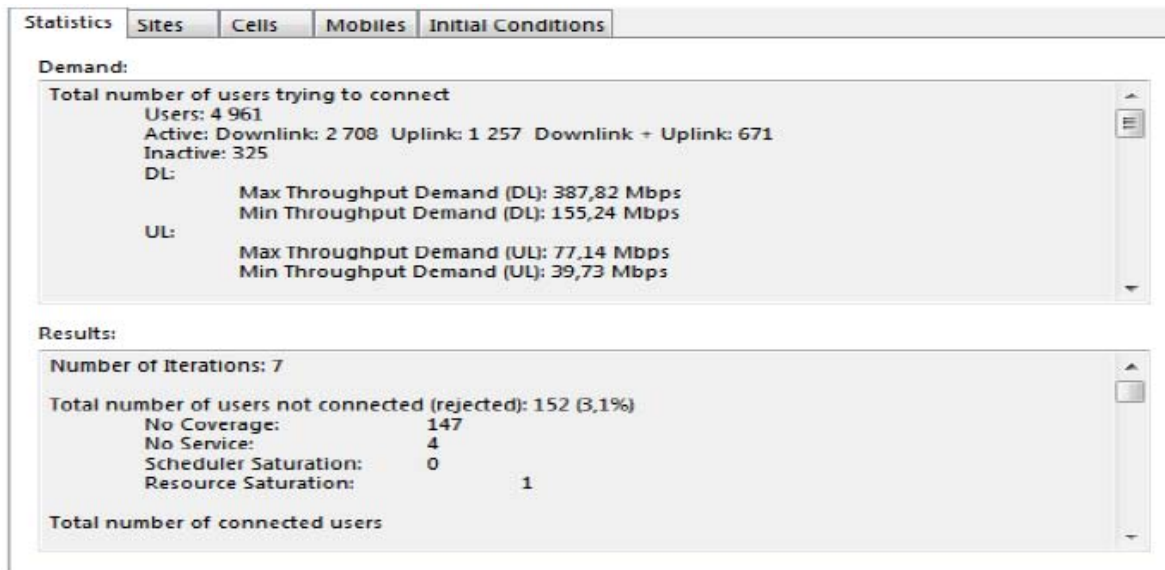 Statistics Sites Cells Mobiles Initial Conditions
Demand:
Total number of users trying to connect
Users: 4 961
Active: Downlink: 2 708 Uplink: 1 257 Downlink + Uplink: 671
Inactive: 325
DL:
Max Throughput Demand (DL): 387,82 Mbps
Min Throughput Demand (DL): 155,24 Mbps
UL:
Max Throughput Demand (UL): 77,14 Mbps
Min Throughput Demand (UL): 39,73 Mbps
Results:
Number of Iterations: 7
Total number of users not connected (rejected): 152 (3,1%)
No Coverage: 147
No Service: 4
Scheduler Saturation: 0
Resource Saturation: 1
Total number of connected users